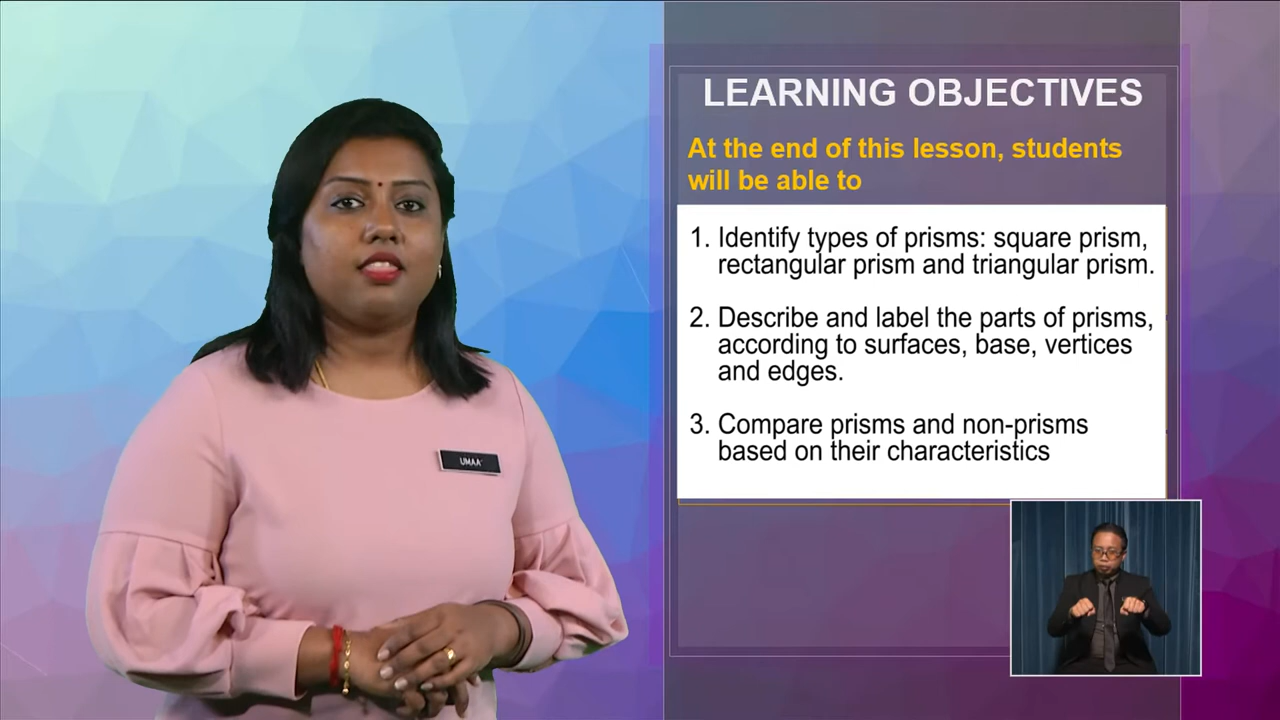 LEARNING OBJECTIVES
At the end of this lesson, students
will be able to
1. Identify types of prisms: square prism,
rectangular prism and triangular prism.
2. Describe and label the parts of prisms,
according to surfaces, base, vertices
and edges.
3. Compare prisms and non-prisms
based on their characteristics
UMAA